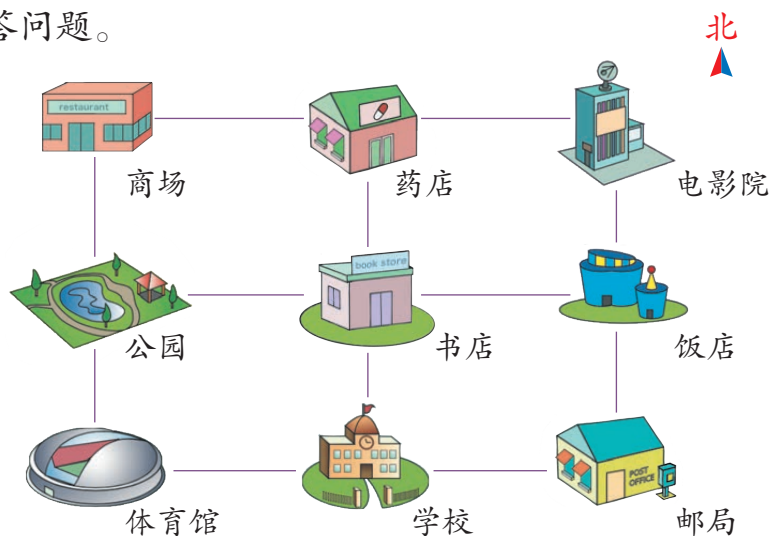 答问题。
北
restaurant
商场
药店
电影院
book store
公园
书店
饭店
POST
OFFICE
体育馆
学校
邮局